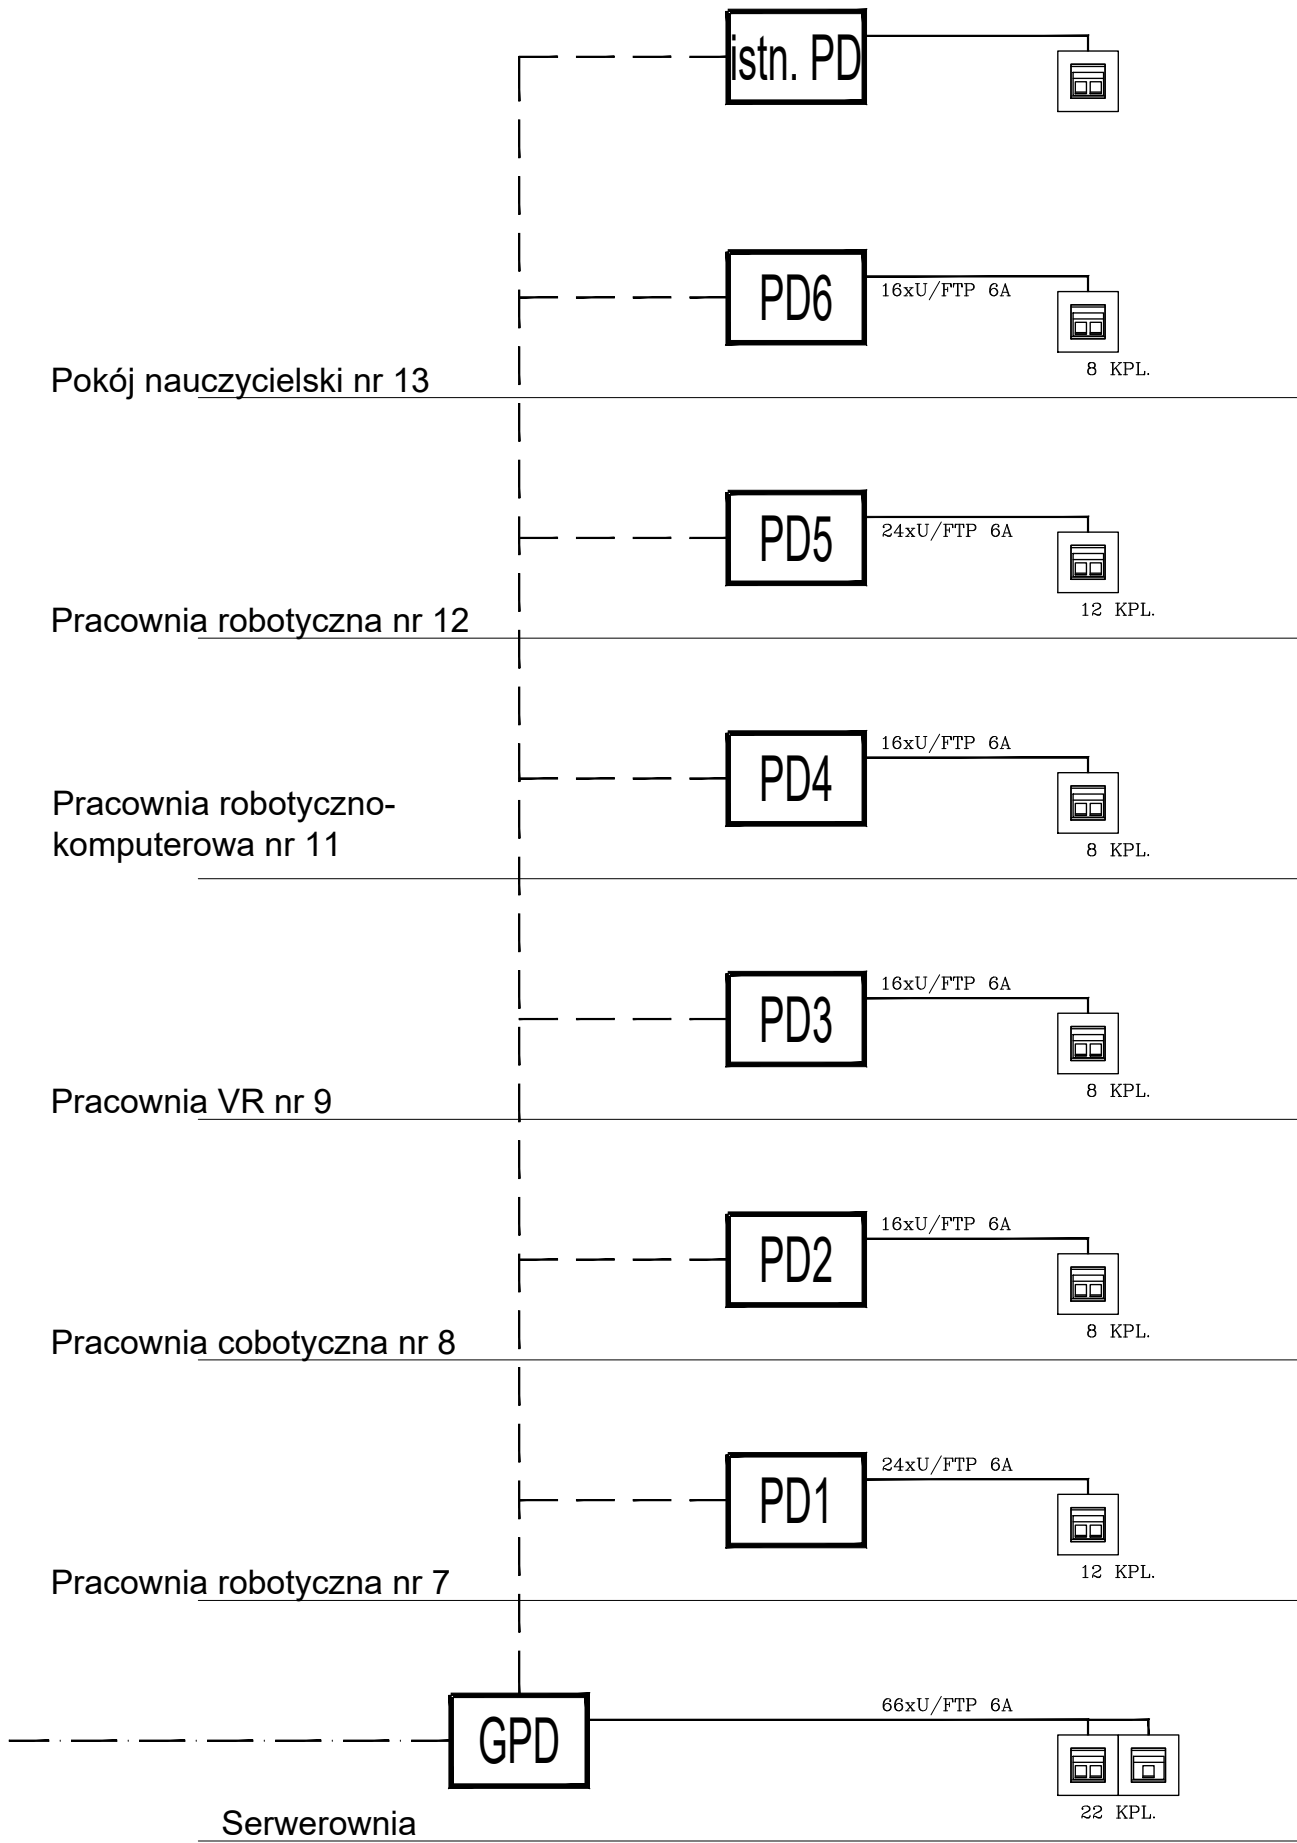 istn. PD
PD6
16xU/FTP 6A
8 KPL.
Pokój nauczycielski nr 13
PD5
24xU/FTP 6A
12 KPL.
Pracownia robotyczna nr 12
PD4
16xU/FTP 6A
8 KPL.
Pracownia robotyczno-
komputerowa nr 11
PD3
16xU/FTP 6A
8 KPL.
Pracownia VR nr 9
PD2
16xU/FTP 6A
8 KPL.
Pracownia cobotyczna nr 8
PD1
24xU/FTP 6A
12 KPL.
Pracownia robotyczna nr 7
GPD
66xU/FTP 6A
22 KPL.
Serwerownia